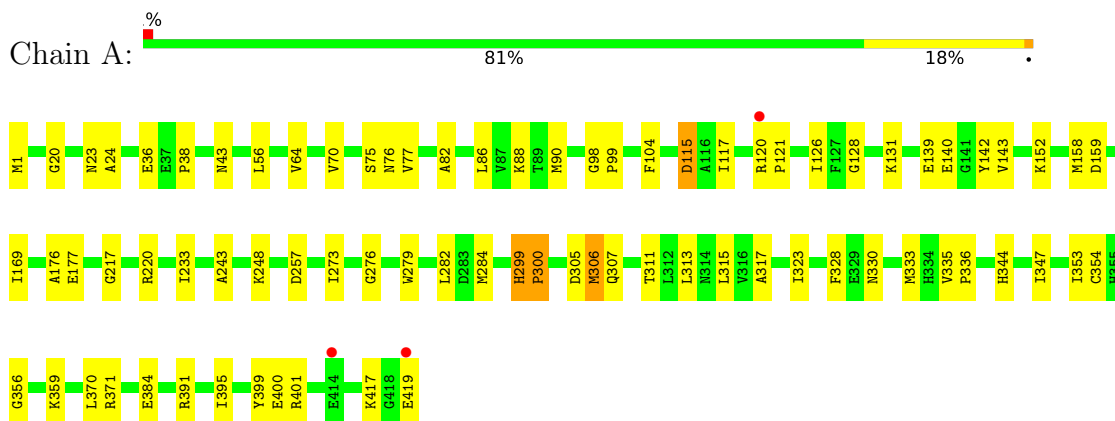 .%
Chain A:
81% 18% •
M1 G20 N23 A24 E36 E37 P38 N43 L56 V64 V70 S75 N76 V77 A82 L86 V87 K88 T89 M90 G98 P99 F104 D115 A116 I117 R120 P121 I126 F127 G128 K131 E139 E140 G141 Y142 V143 K152 M158 D159
I169 A176 E177 G217 R220 I233 A243 K248 D257 I273 G276 W279 L282 D283 M284 H299 P300 D305 M306 Q307 T311 L312 L313 N314 L315 V316 A317 I323 F328 E329 N330 M333 H334 V335 P336 H344 I347 I353 C354 H355
G356 K359 L370 R371 E384 R391 I395 Y399 E400 R401 E414 K417 G418 E419